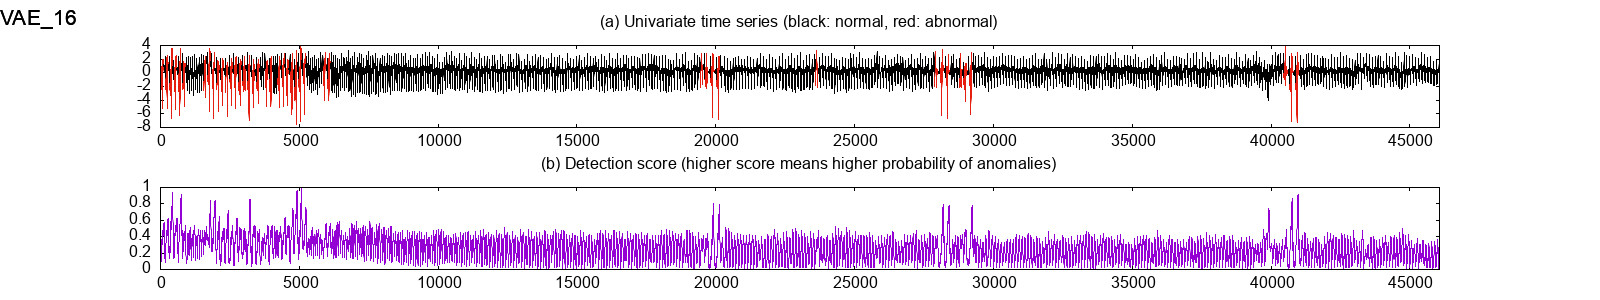 VAE_16
(a) Univariate time series (black: normal, red: abnormal)
4
2
0
-2
-4
-6
-8
0 5000 10000 15000 20000 25000 30000 35000 40000 45000
(b) Detection score (higher score means higher probability of anomalies)
1
0.8
0.6
0.4
0.2
0
0 5000 10000 15000 20000 25000 30000 35000 40000 45000